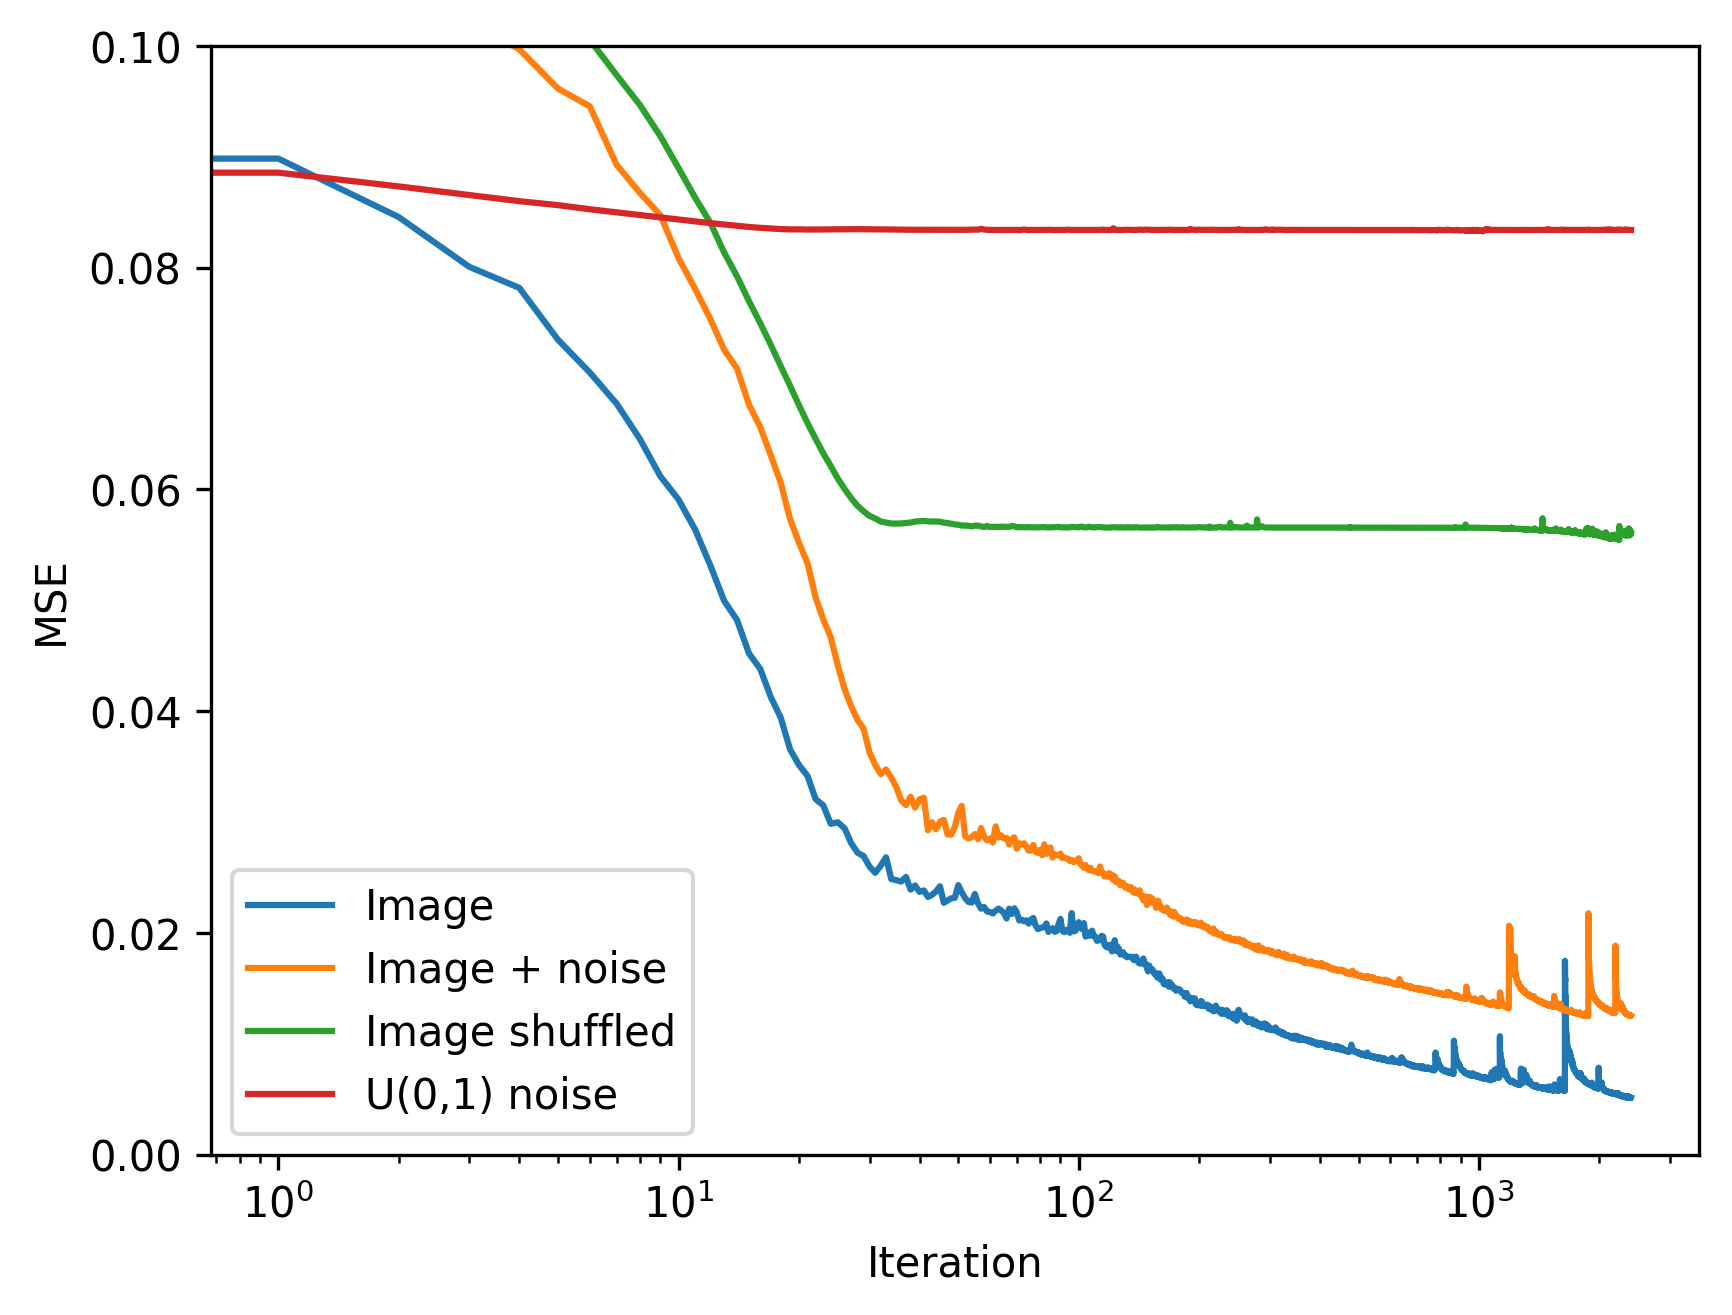 0.10
0.08
0.06
0.04
0.02
0.00
MSE
Image
Image + noise
Image shuffled
U(0,1) noise
10⁰
10¹
10²
10³
Iteration